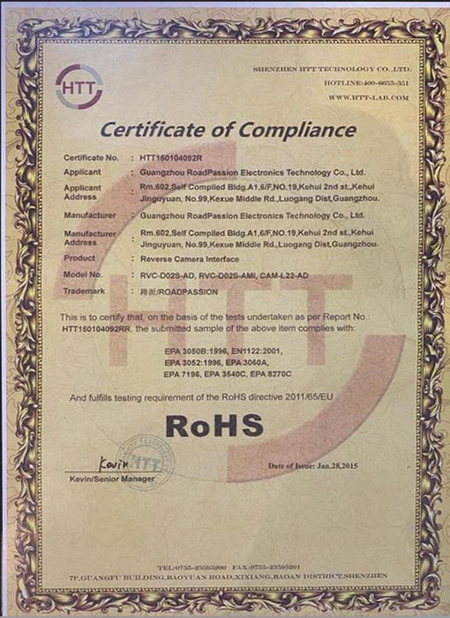 HTT
SHENZHEN HTT TECHNOLOGY CO.,LTD.
HOTLINE:400-6655-351
WWW.HTT-LAB.COM
Certificate of Compliance
Certificate No. : HTT150104092R
Applicant : Guangzhou RoadPassion Electronics Technology Co., Ltd.
Applicant Address : Rm.602,Self Compiled Bldg.A1,6/F,NO.19,Kehui 2nd st.,Kehui
Jinguyuan, No.99,Kexue Middle Rd.,Luogang Dist,Guangzhou.
Manufacturer : Guangzhou RoadPassion Electronics Technology Co., Ltd.
Manufacturer Address : Rm.602,Self Compiled Bldg.A1,6/F,NO.19,Kehui 2nd st.,Kehui
Jinguyuan, No.99,Kexue Middle Rd.,Luogang Dist,Guangzhou.
Product : Reverse Camera Interface
Model No. : RVC-D02S-AD, RVC-D02S-AMI, CAM-L22-AD
Trademark : 路派/ROADPASSION
This is to certify that, on the basis of the tests undertaken as per Report No.:
HTT150104092RR, the submitted sample of the above item complies with:
EPA 3050B:1996, EN1122:2001,
EPA 3052:1996, EPA 3060A,
EPA 7196, EPA 3540C, EPA 8270C
And fulfills testing requirement of the RoHS directive 2011/65/EU
HTT
RoHS
Kevin
HTT
Kevin/Senior Manager
Date of Issue: Jan.28,2015
TEL:0755-23595200 FAX:0755-23595201
7F,GUANGFU BUILDING,BAOYUAN ROAD,XIXIANG,BAOAN DISTRICT,SHENZHEN